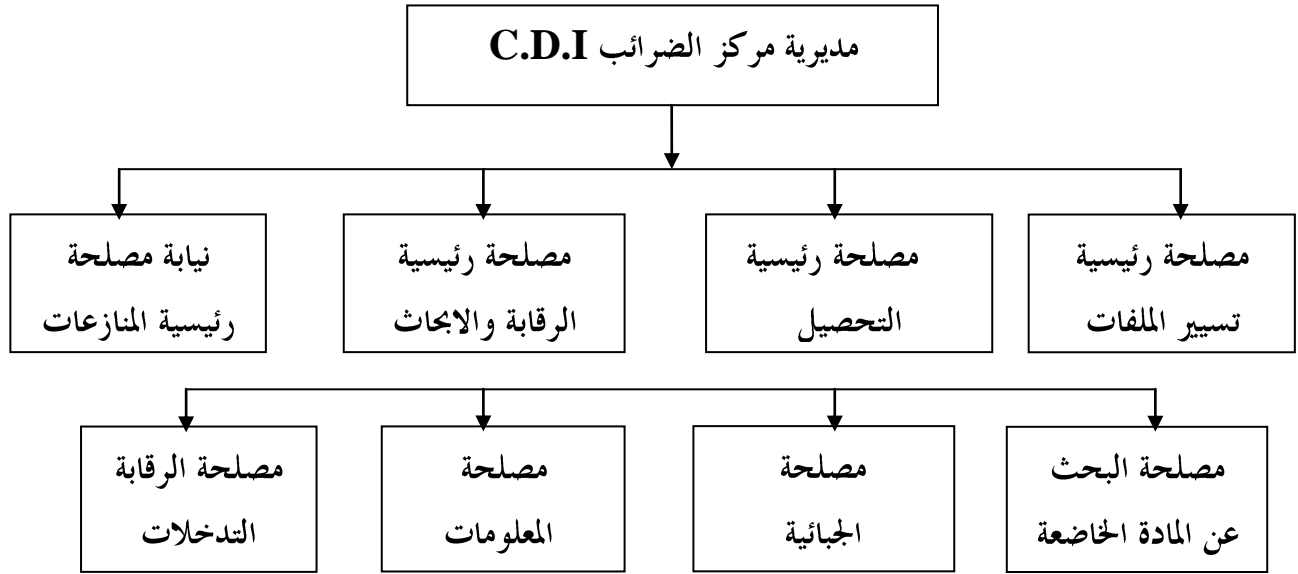 مديرية مركز الضرائب C.D.I
مصلحة رئيسية
تسيير الملفات
مصلحة رئيسية
التحصيل
مصلحة رئيسية
الرقابة والابحاث
نيابة مصلحة
رئيسية المنازعات
مصلحة البحث
عن المادة الخاضعة
مصلحة
الجبائية
مصلحة
المعلومات
مصلحة الرقابة
التدخلات